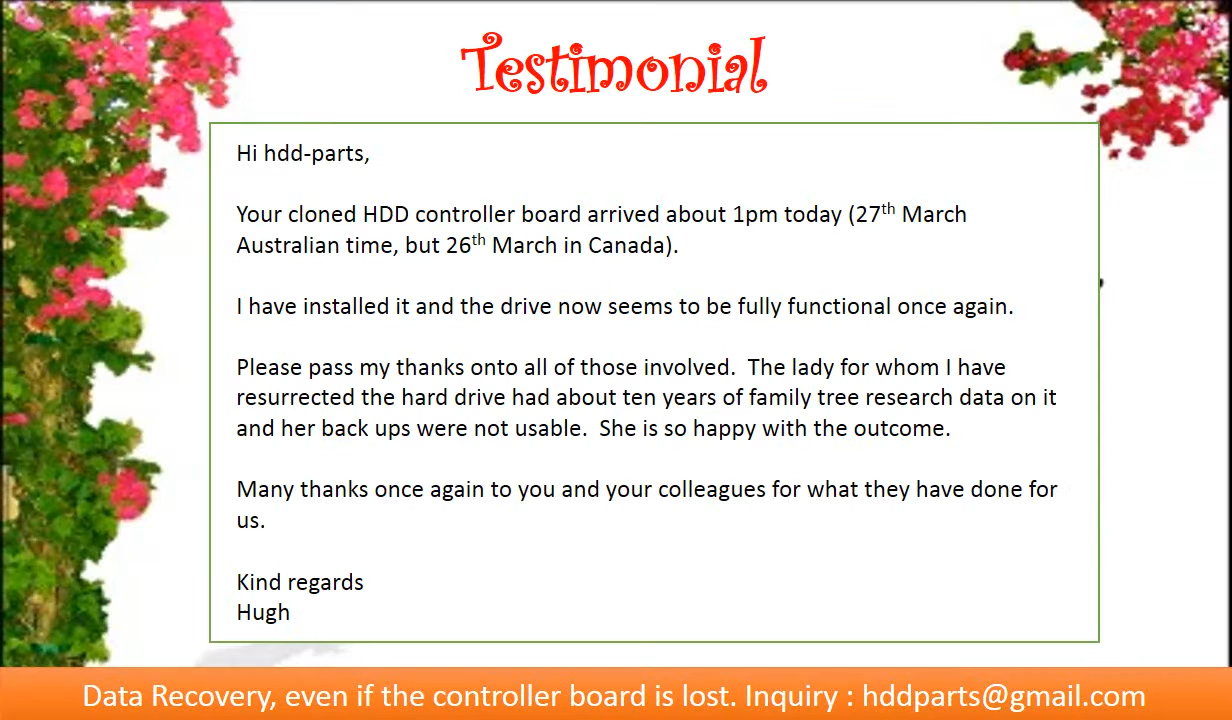 Testimonial
Hi hdd-parts,
Your cloned HDD controller board arrived about 1pm today (27th March
Australian time, but 26th March in Canada).
I have installed it and the drive now seems to be fully functional once again.
Please pass my thanks onto all of those involved.  The lady for whom I have
resurrected the hard drive had about ten years of family tree research data on it
and her back ups were not usable.  She is so happy with the outcome.
Many thanks once again to you and your colleagues for what they have done for
us.
Kind regards
Hugh
Data Recovery, even if the controller board is lost. Inquiry : hddparts@gmail.com